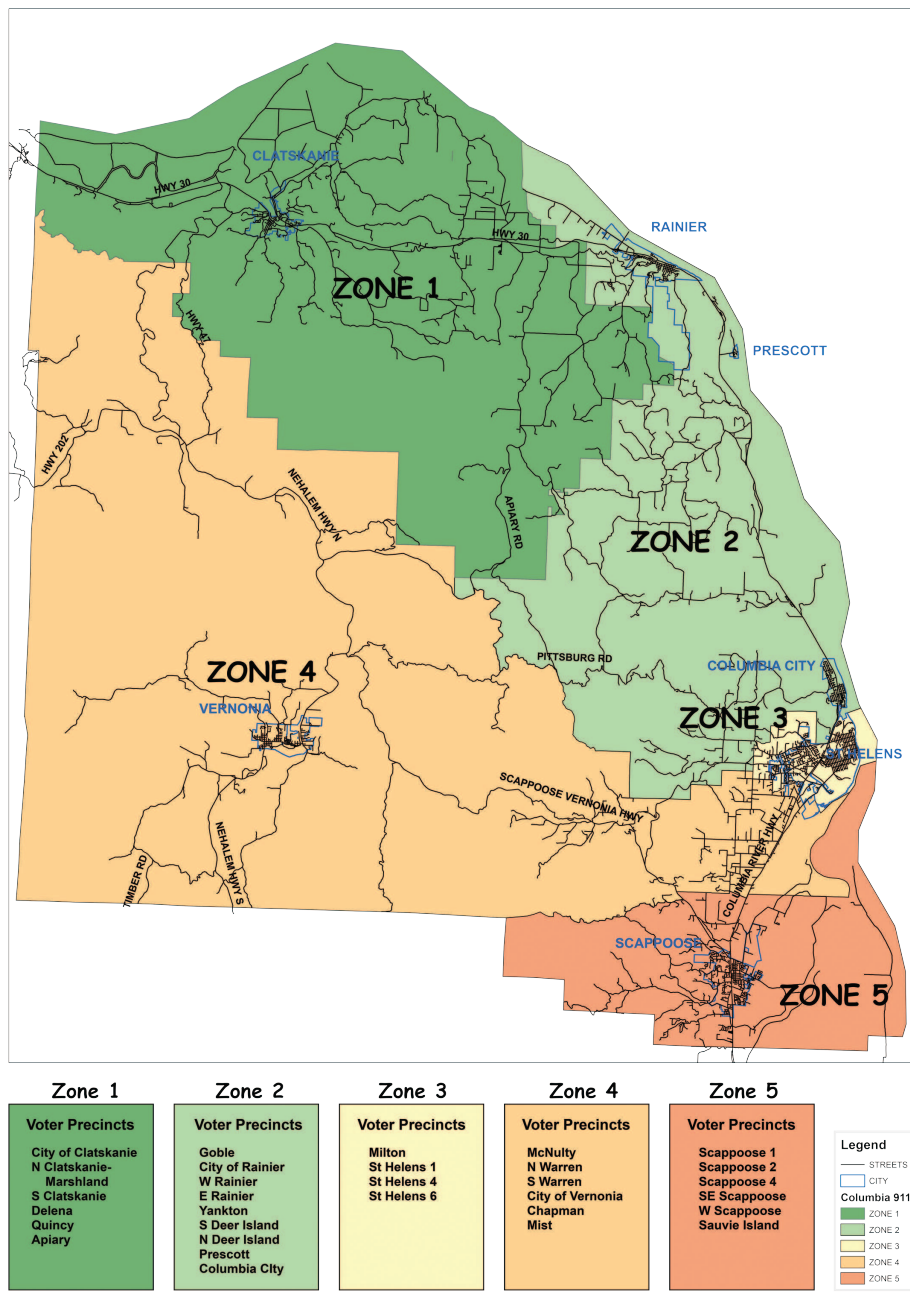 CLATSKANIE
HWY 30
RAINIER
HWY 30
ZONE 1
HWY 47
PRESCOTT
HWY 202
NEHALEM HWY N
APIARY RD
ZONE 2
PITTSBURG RD
COLUMBIA CITY
ZONE 4
VERNONIA
ZONE 3
ST HELENS
SCAPPOOSE VERNONIA HWY
COLUMBIA RIVER HWY
TIMBER RD
NEHALEM HWY S
SCAPPOOSE
ZONE 5
Zone 1
Voter Precincts
City of Clatskanie
N Clatskanie-
Marshland
S Clatskanie
Delena
Quincy
Apiary
Zone 2
Voter Precincts
Goble
City of Rainier
W Rainier
E Rainier
Yankton
S Deer Island
N Deer Island
Prescott
Columbia CIty
Zone 3
Voter Precincts
Milton
St Helens 1
St Helens 4
St Helens 6
Zone 4
Voter Precincts
McNulty
N Warren
S Warren
City of Vernonia
Chapman
Mist
Zone 5
Voter Precincts
Scappoose 1
Scappoose 2
Scappoose 4
SE Scappoose
W Scappoose
Sauvie Island
Legend
STREETS
CITY
Columbia 911
ZONE 1
ZONE 2
ZONE 3
ZONE 4
ZONE 5